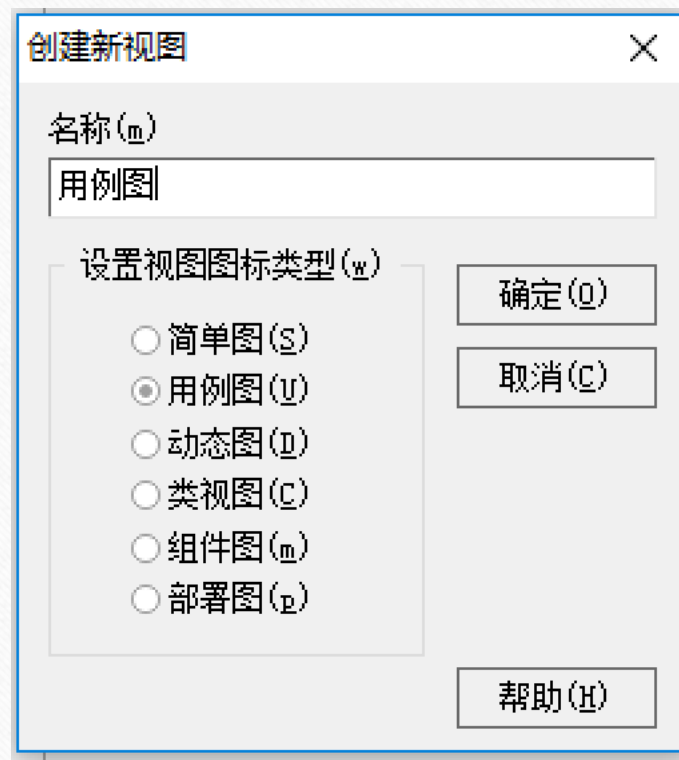 创建新视图
名称(m)
用例图
设置视图图标类型(w)
简单图(S)
用例图(U)
动态图(D)
类视图(C)
组件图(m)
部署图(p)
确定(O)
取消(C)
帮助(H)